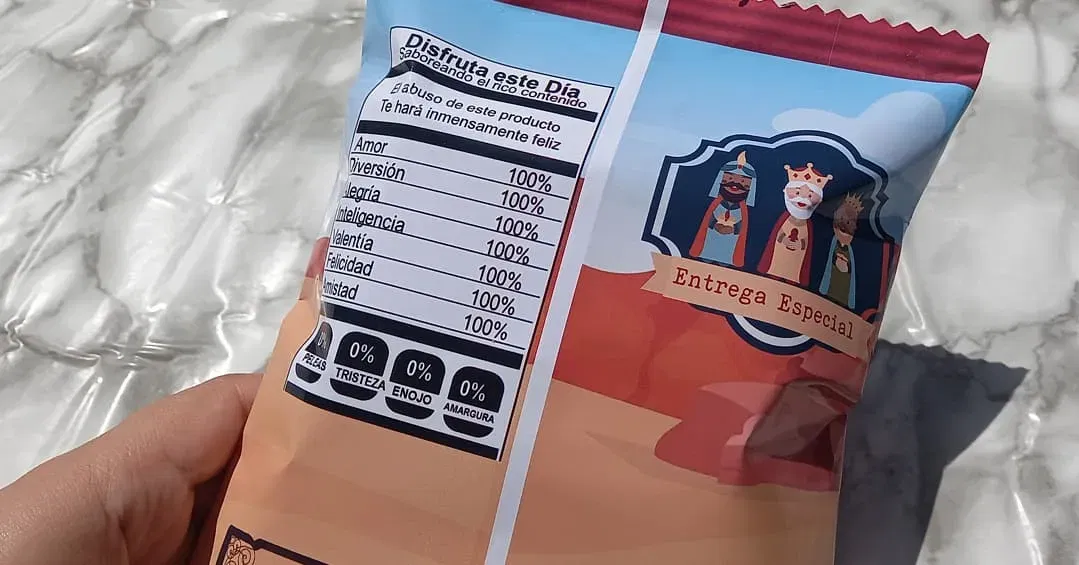 Disfruta este Día
Saboreando el rico contenido
El abuso de este producto
Te hará inmensamente feliz
Amor 100%
Diversión 100%
Alegría 100%
Inteligencia 100%
Valentía 100%
Felicidad 100%
Amistad 100%
0% PELEAS
0% TRISTEZA
0% ENOJO
0% AMARGURA
Entrega Especial